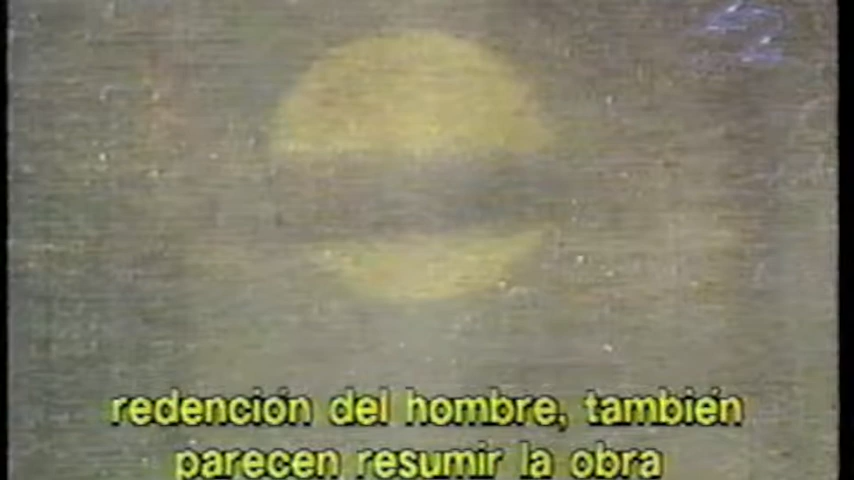 redención del hombre, también
parecen resumir la obra